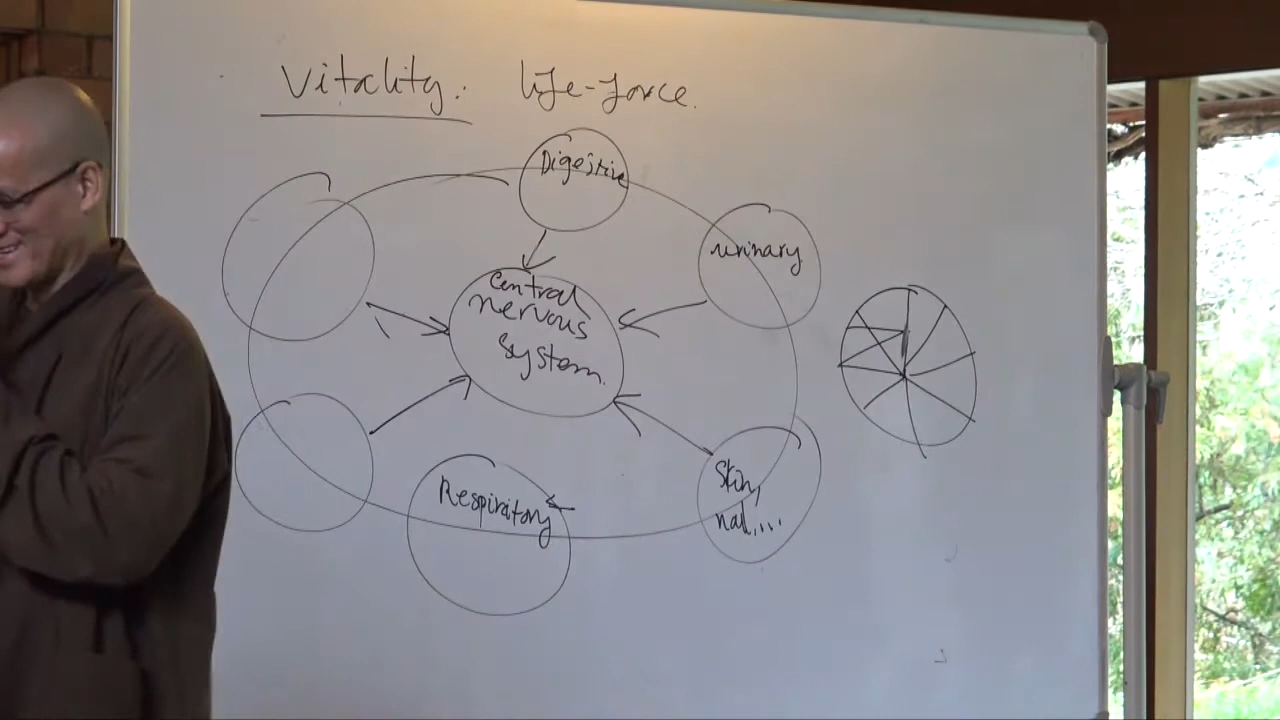 Vitality: life-force.
Digestive
urinary
Central
nervous
system.
Skin,
nail....
Respiratory